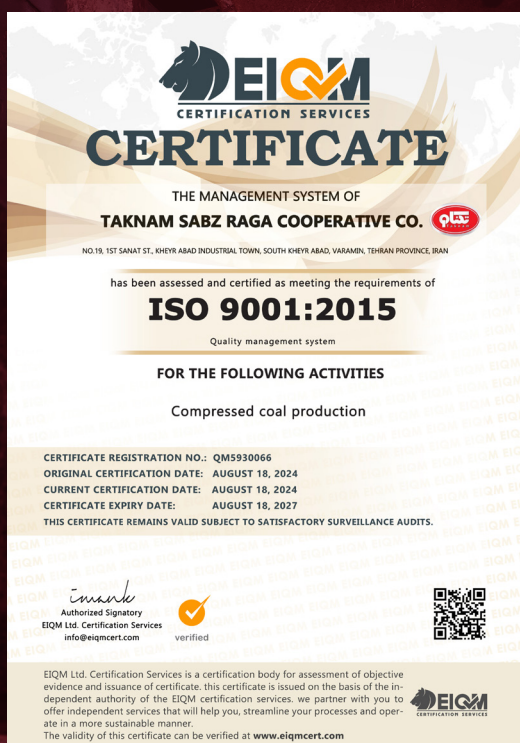 EIQM
CERTIFICATION SERVICES
CERTIFICATE
THE MANAGEMENT SYSTEM OF
TAKNAM SABZ RAGA COOPERATIVE CO.
NO.19, 1ST SANAT ST., KHEYR ABAD INDUSTRIAL TOWN, SOUTH KHEYR ABAD, VARAMIN, TEHRAN PROVINCE, IRAN
has been assessed and certified as meeting the requirements of
ISO 9001:2015
Quality management system
FOR THE FOLLOWING ACTIVITIES
Compressed coal production
CERTIFICATE REGISTRATION NO.: QM5930066
ORIGINAL CERTIFICATION DATE: AUGUST 18, 2024
CURRENT CERTIFICATION DATE: AUGUST 18, 2024
CERTIFICATE EXPIRY DATE: AUGUST 18, 2027
THIS CERTIFICATE REMAINS VALID SUBJECT TO SATISFACTORY SURVEILLANCE AUDITS.
Authorized Signatory
EIQM Ltd. Certification Services
info@eiqmcert.com
verified
EIQM Ltd. Certification Services is a certification body for assessment of objective
evidence and issuance of certificate. this certificate is issued on the basis of the in-
dependent authority of the EIQM certification services. we partner with you to
offer independent services that will help you, streamline your processes and oper-
ate in a more sustainable manner.
The validity of this certificate can be verified at www.eiqmcert.com
EIQM
CERTIFICATION SERVICES